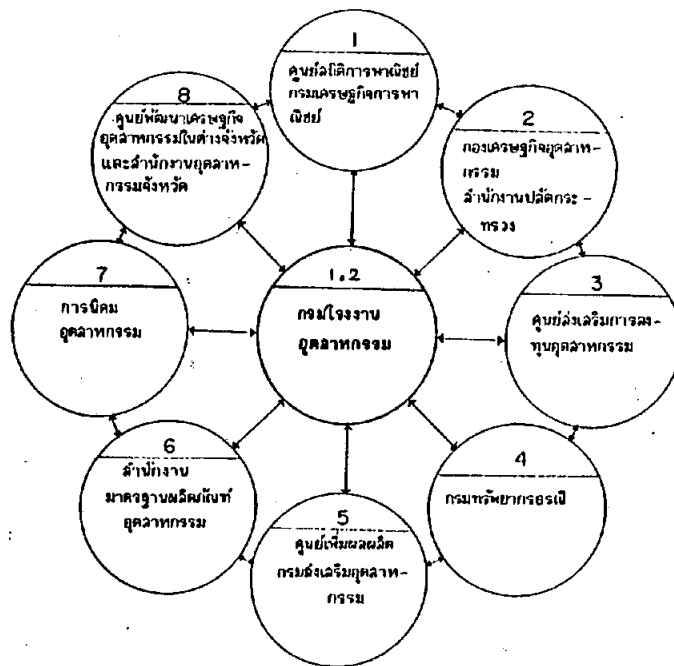 1
ศูนย์สถิติการพาณิชย์
กรมเศรษฐกิจการพา
ณิชย์
2
กองเศรษฐกิจอุตสาห-
กรรม
สำนักงานปลัดกระ-
ทรวง
3
ศูนย์ส่งเสริมการลง-
ทุนอุตสาหกรรม
4
กรมทรัพยากรธรณี
5
ศูนย์เพิ่มผลผลิต
กรมส่งเสริมอุตสาห-
กรรม
6
สำนักงาน
มาตรฐานผลิตภัณฑ์
อุตสาหกรรม
7
การนิคม
อุตสาหกรรม
8
ศูนย์พัฒนาเศรษฐกิจ
อุตสาหกรรมในต่างจังหวัด
และสำนักงานอุตสาห-
กรรมจังหวัด
1.2
กรมโรงงาน
อุตสาหกรรม